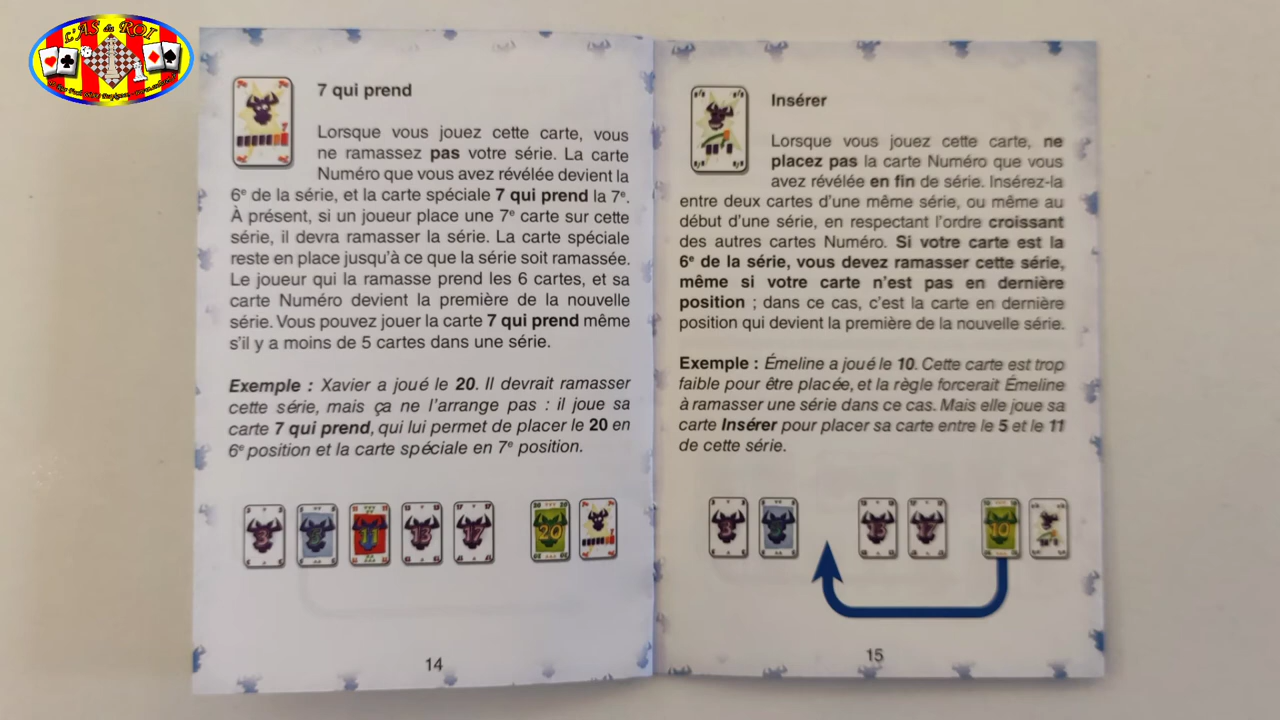 L'AS du ROI
7 qui prend
Lorsque vous jouez cette carte, vous
ne ramassez pas votre série. La carte
Numéro que vous avez révélée devient la
6e de la série, et la carte spéciale 7 qui prend la 7e.
À présent, si un joueur place une 7e carte sur cette
série, il devra ramasser la série. La carte spéciale
reste en place jusqu'à ce que la série soit ramassée.
Le joueur qui la ramasse prend les 6 cartes, et sa
carte Numéro devient la première de la nouvelle
série. Vous pouvez jouer la carte 7 qui prend même
s'il y a moins de 5 cartes dans une série.
Exemple : Xavier a joué le 20. Il devrait ramasser
cette série, mais ça ne l'arrange pas : il joue sa
carte 7 qui prend, qui lui permet de placer le 20 en
6e position et la carte spéciale en 7e position.
3 5 11 13 17 20
14
Insérer
Lorsque vous jouez cette carte, ne
placez pas la carte Numéro que vous
avez révélée en fin de série. Insérez-la
entre deux cartes d'une même série, ou même au
début d'une série, en respectant l'ordre croissant
des autres cartes Numéro. Si votre carte est la
6e de la série, vous devez ramasser cette série,
même si votre carte n'est pas en dernière
position ; dans ce cas, c'est la carte en dernière
position qui devient la première de la nouvelle série.
Exemple : Émeline a joué le 10. Cette carte est trop
faible pour être placée, et la règle forcerait Émeline
à ramasser une série dans ce cas. Mais elle joue sa
carte Insérer pour placer sa carte entre le 5 et le 11
de cette série.
3 5 13 17 10
15